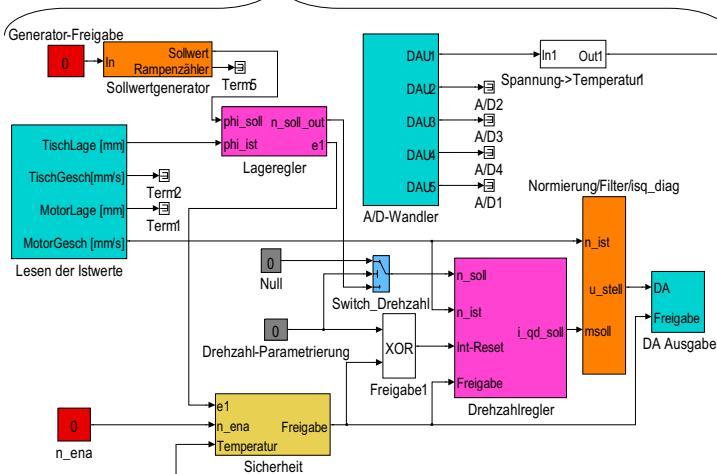 Generator-Freigabe
0
In
Sollwert
Rampenzähler
Sollwertgenerator
Term5
phi_soll n_soll_out
phi_ist e1
Lageregler
TischLage [mm]
TischGesch[mm/s]
MotorLage [mm]
MotorGesch [mm/s]
Lesen der Istwerte
Term2
Term1
DAU1
DAU2
DAU3
DAU4
DAU5
A/D-Wandler
In1 Out1
Spannung->Temperatur1
A/D2
A/D3
A/D4
A/D1
Normierung/Filter/isq_diag
n_ist
u_stell
msoll
DA
Freigabe
DA Ausgabe
0
Null
Switch_Drehzahl
0
Drehzahl-Parametrierung
XOR
Freigabe1
n_soll
n_ist
i_qd_soll
Int-Reset
Freigabe
Drehzahlregler
0
n_ena
e1
n_ena
Freigabe
Temperatur
Sicherheit